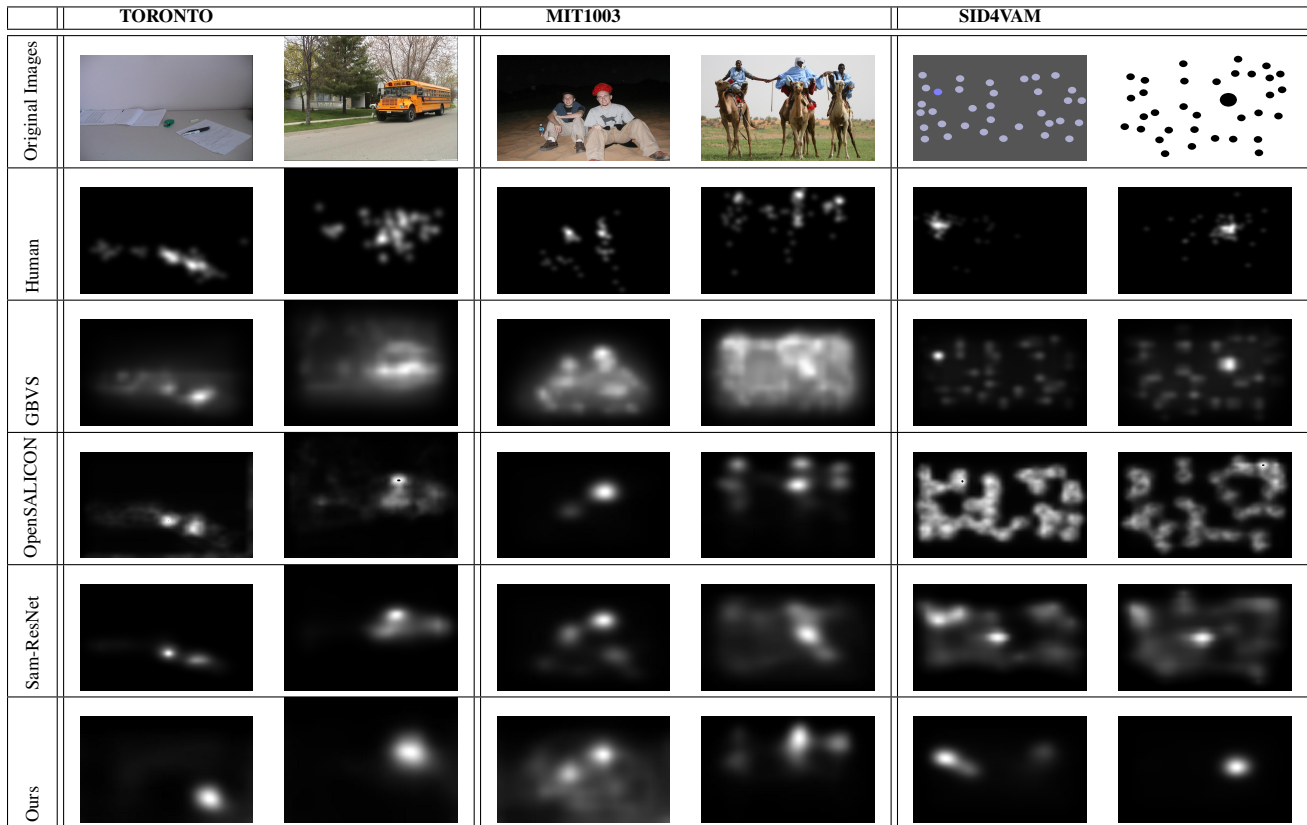 TORONTO MIT1003 SID4VAM
Original Images
Human
GBVS
OpenSALICON
Sam-ResNet
Ours